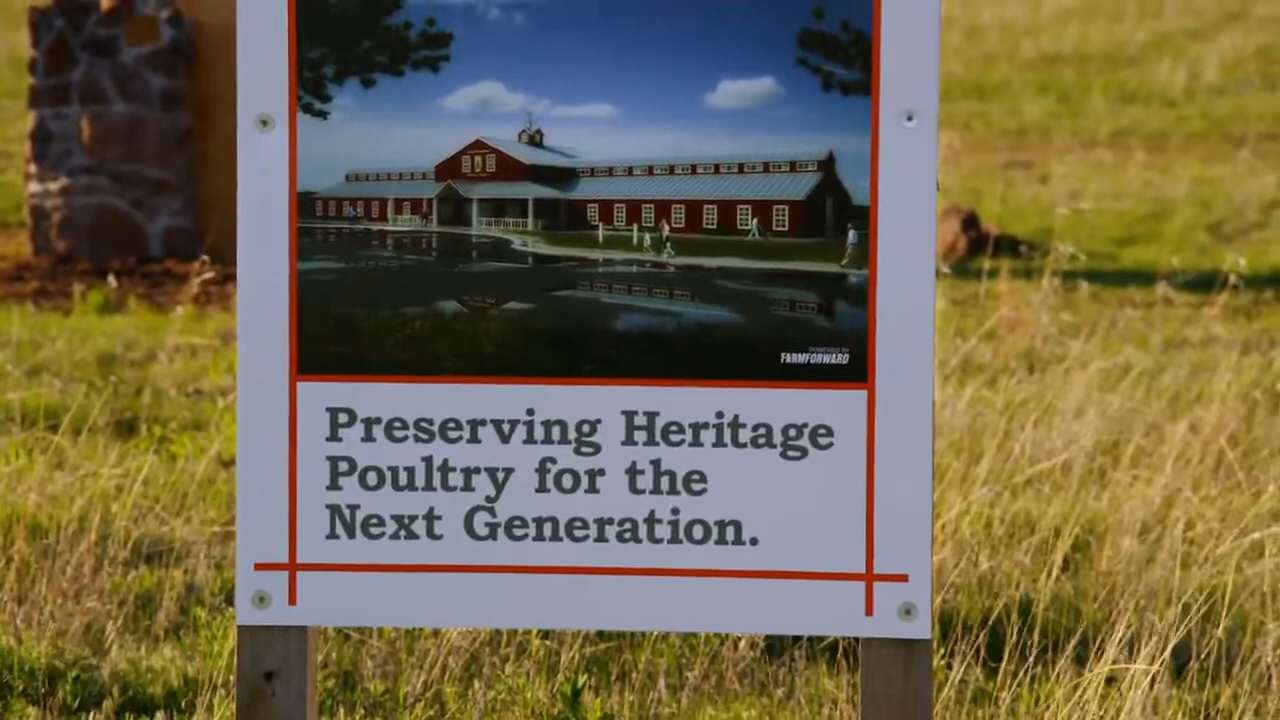 POWERED BY
FARMFORWARD
Preserving Heritage
Poultry for the
Next Generation.